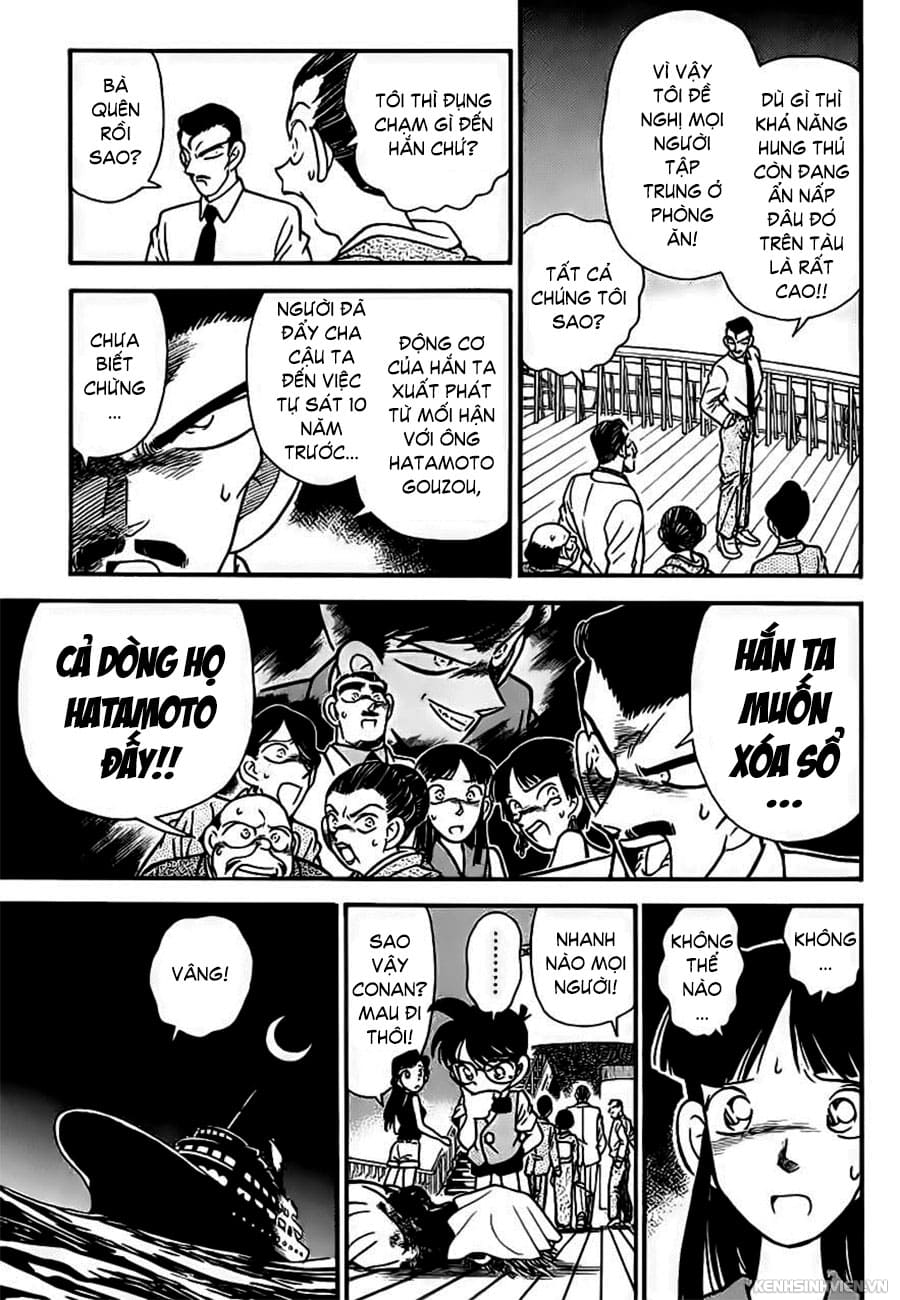 DÙ GÌ THÌ
KHẢ NĂNG
HUNG THỦ
CÒN ĐANG
ẨN NẤP
ĐÂU ĐÓ
TRÊN TÀU
LÀ RẤT
CAO!!
VÌ VẬY
TÔI ĐỀ
NGHỊ MỌI
NGƯỜI
TẬP
TRUNG Ở
PHÒNG
ĂN!
TẤT CẢ
CHÚNG TÔI
SAO?
TÔI THÌ ĐỤNG
CHẠM GÌ ĐẾN
HẮN CHỨ?
BÀ
QUÊN
RỒI
SAO?
ĐỘNG CƠ
CỦA HẮN TA
XUẤT PHÁT
TỪ MỐI HẬN
VỚI ÔNG
HATAMOTO
GOUZOU,
NGƯỜI ĐÃ
ĐẨY CHA
CẬU TA
ĐẾN VIỆC
TỰ SÁT 10
NĂM
TRƯỚC...
CHƯA
BIẾT
CHỪNG
...
HẮN TA
MUỐN
XÓA SỔ
...
CẢ DÒNG HỌ
HATAMOTO
ĐẤY!!
KHÔNG
...
KHÔNG
THỂ
NÀO
...
NHANH
NÀO MỌI
NGƯỜI!
........
SAO
VẬY
CONAN?
MAU ĐI
THÔI!
VÂNG!
KENHSINHVIEN.VN